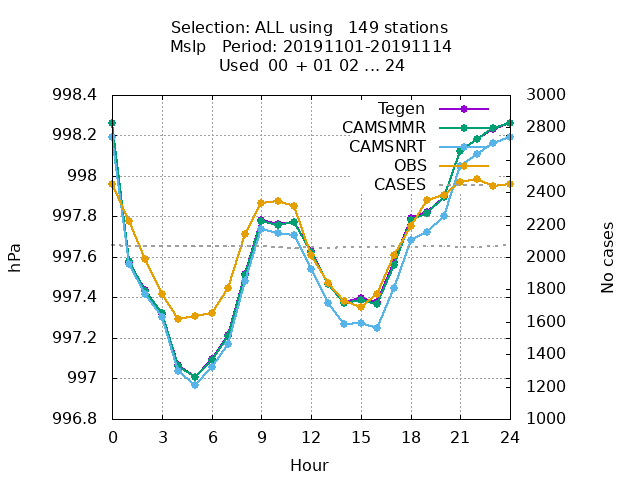 Selection: ALL using   149 stations
Mslp   Period: 20191101-20191114
Used  00  + 01 02 ... 24
998.4
998.2
998
997.8
997.6
997.4
997.2
997
996.8
hPa
Tegen
CAMSMMR
CAMSNRT
OBS
CASES
3000
2800
2600
2400
2200
2000
1800
1600
1400
1200
1000
No cases
0 3 6 9 12 15 18 21 24
Hour